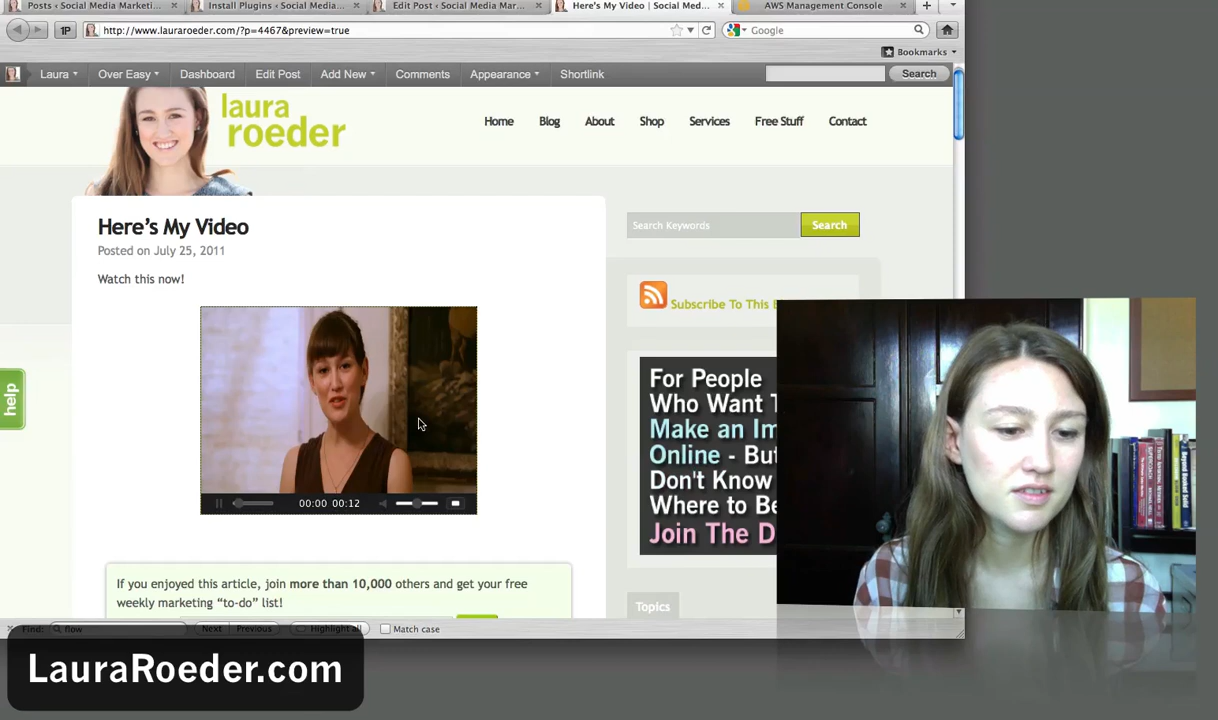 Posts ‹ Social Media Marketi...
Install Plugins ‹ Social Media...
Edit Post ‹ Social Media Mar...
Here's My Video | Social Med...
AWS Management Console
1P
http://www.lauraroeder.com/?p=4467&preview=true
Google
Bookmarks
Laura
Over Easy
Dashboard
Edit Post
Add New
Comments
Appearance
Shortlink
Search
laura
roeder
Home
Blog
About
Shop
Services
Free Stuff
Contact
Here's My Video
Posted on July 25, 2011
Watch this now!
Search Keywords
Search
Subscribe To This B
00:00 00:12
help
For People
Who Want T
Make an Im
Online - But
Don't Know
Where to Be
Join The D
If you enjoyed this article, join more than 10,000 others and get your free
weekly marketing "to-do" list!
Topics
Find:
flow
Next
Previous
Highlight all
Match case
LauraRoeder.com